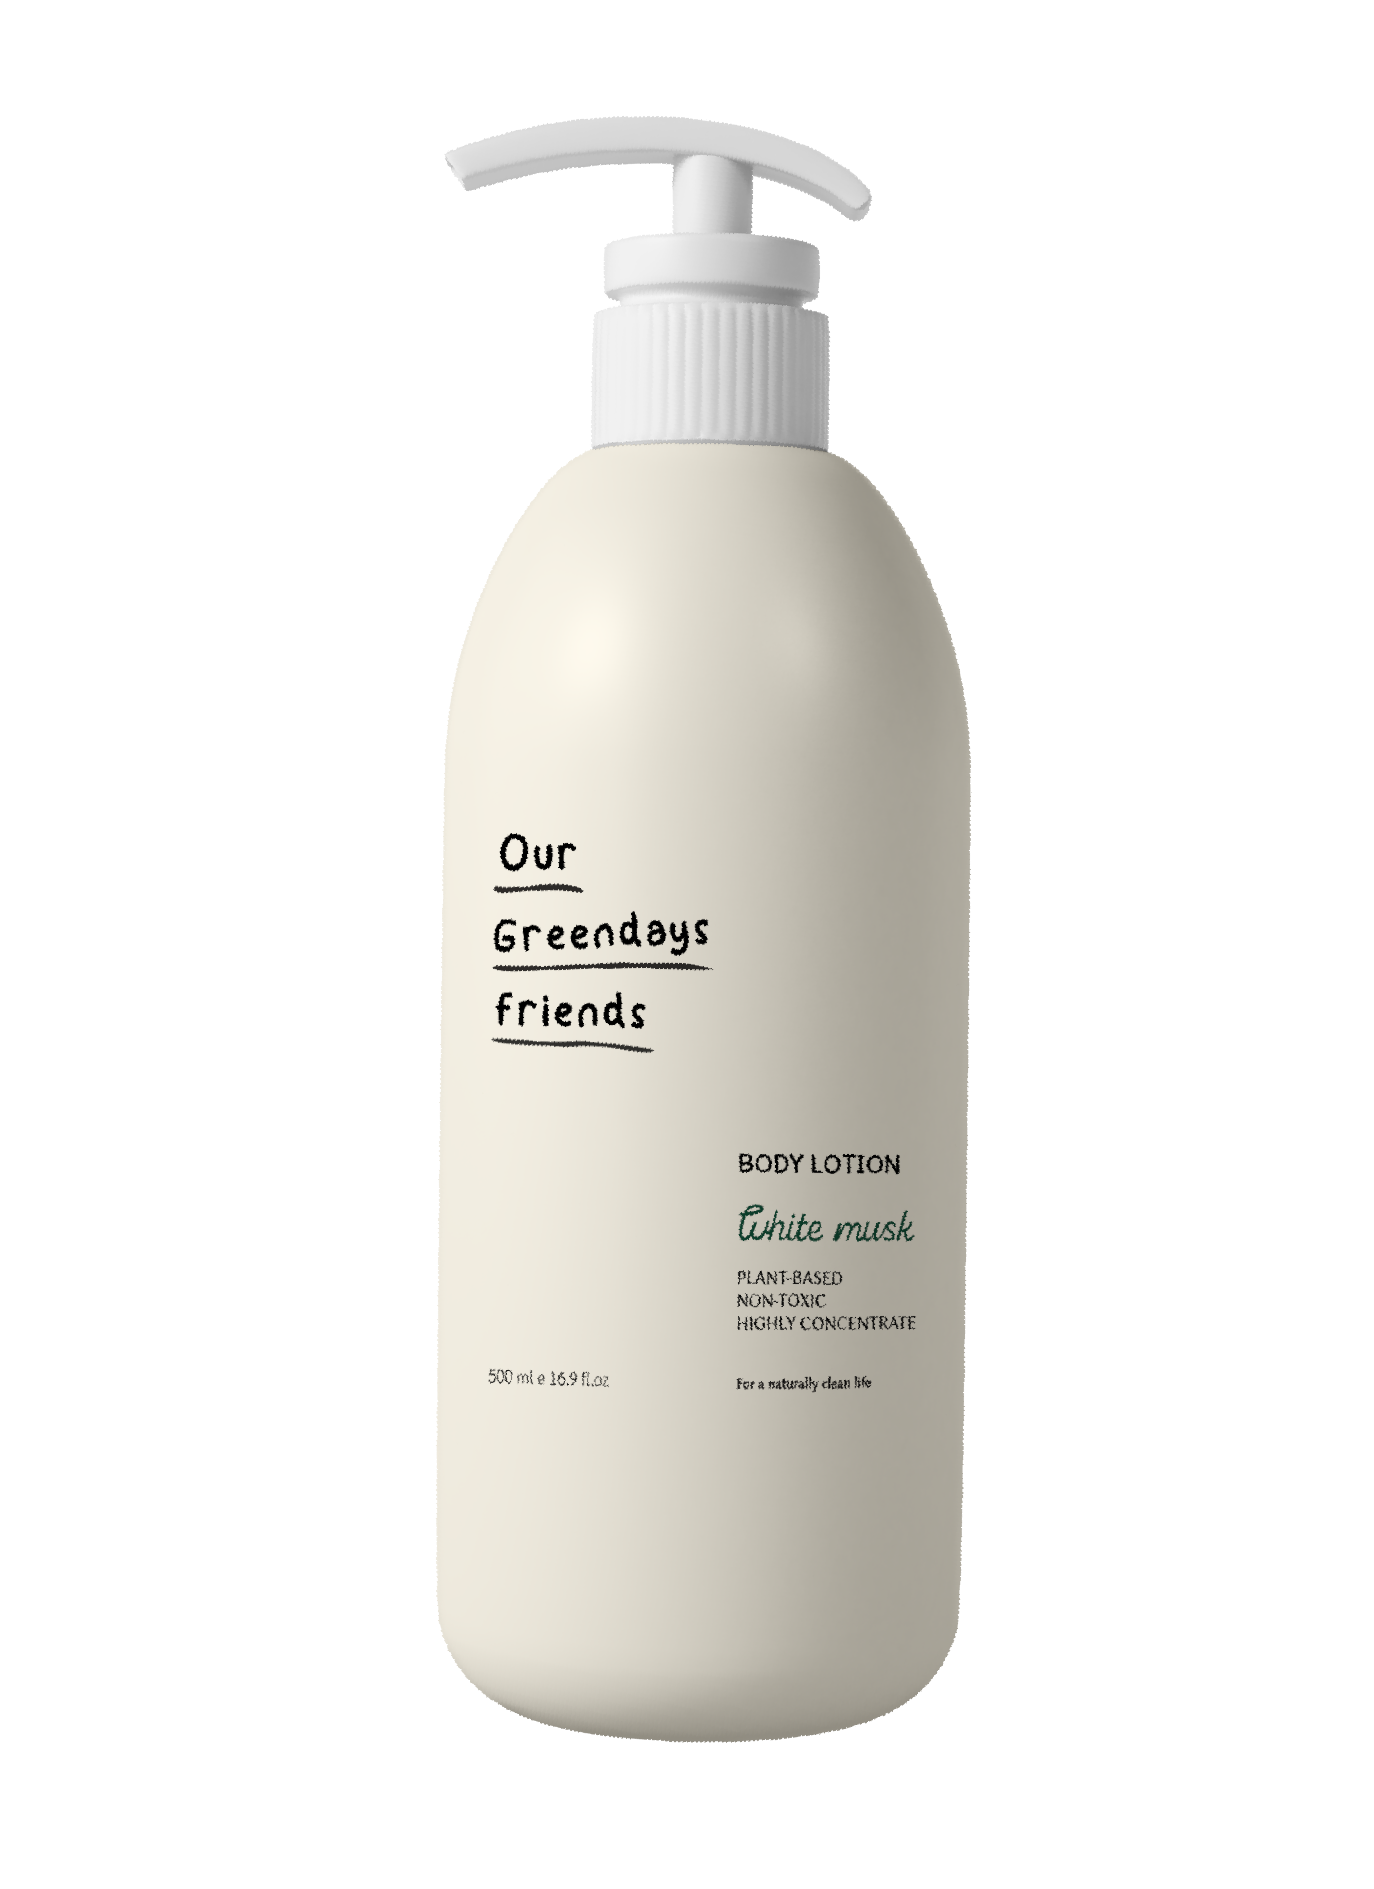 Our
Greendays
friends
BODY LOTION
White musk
PLANT-BASED
NON-TOXIC
HIGHLY CONCENTRATE
500 ml e 16.9 fl.oz
For a naturally clean life